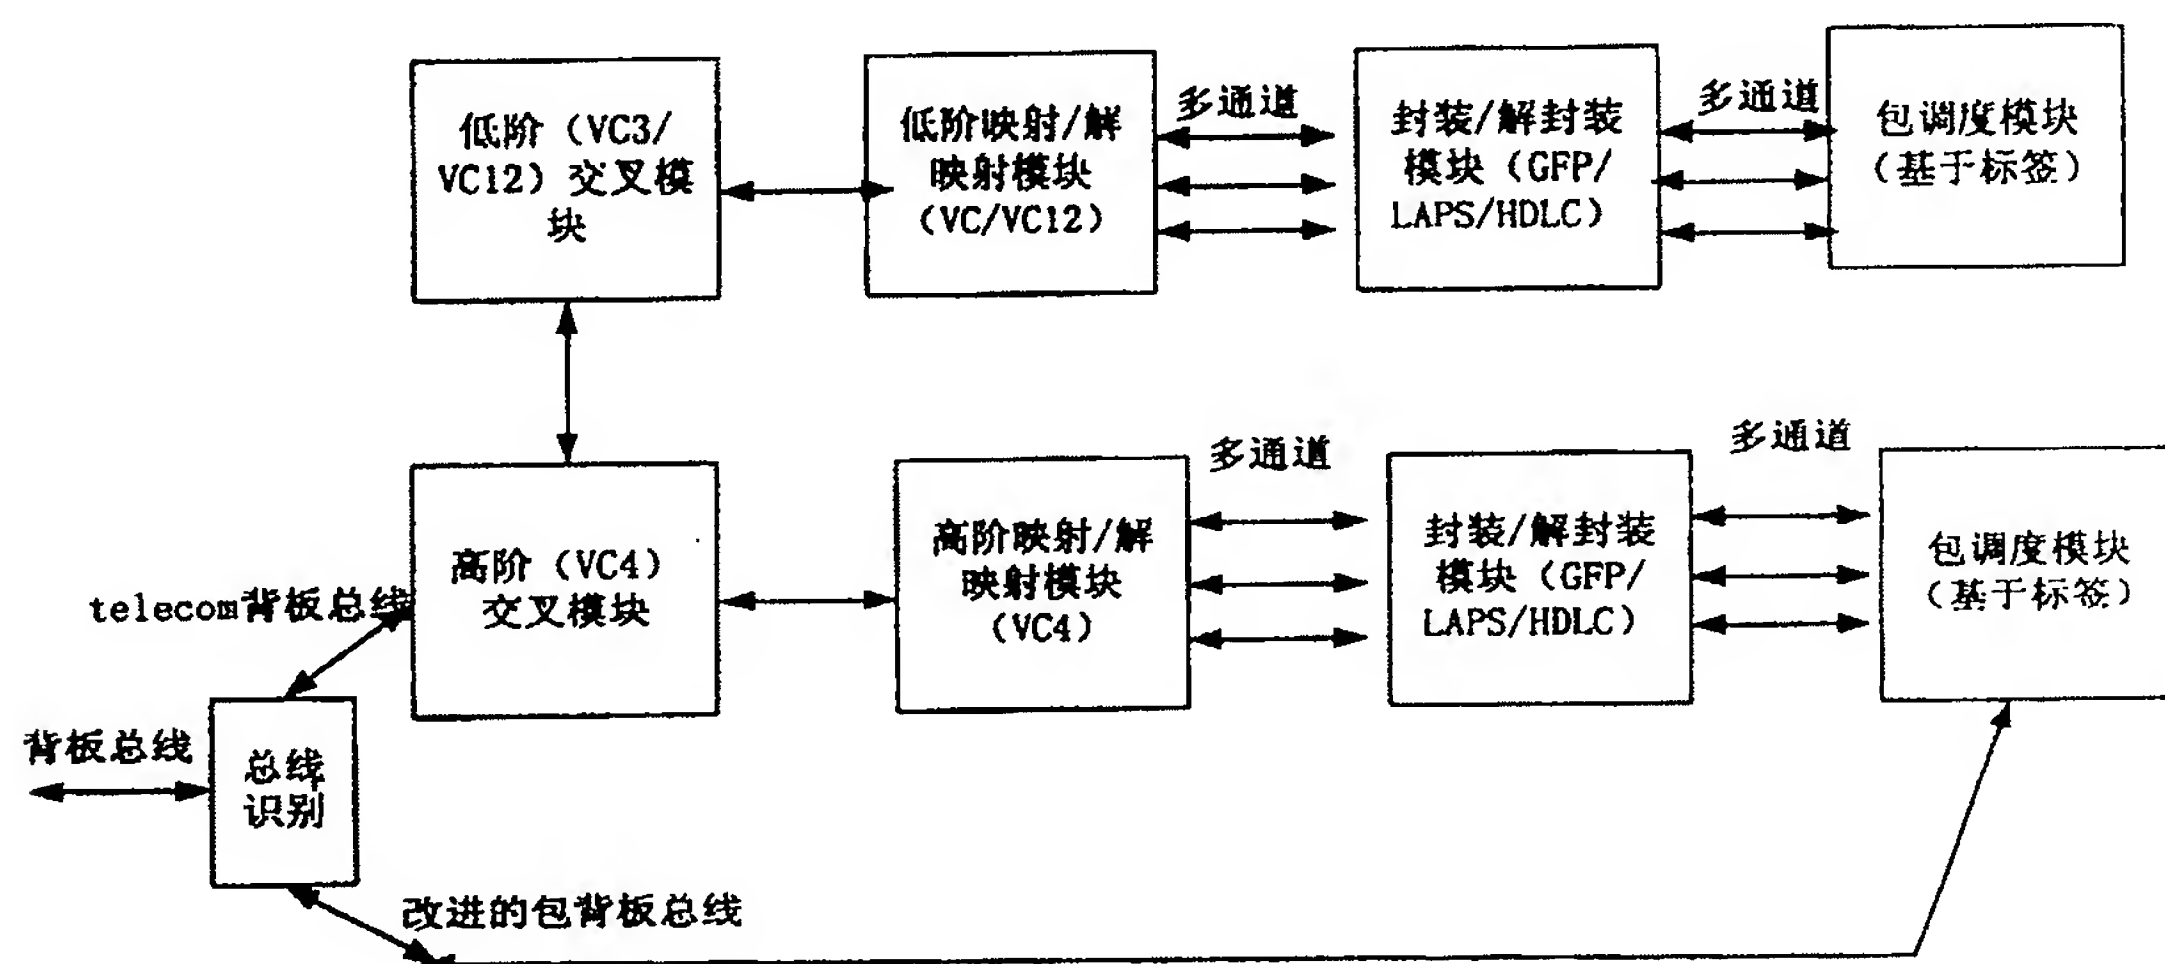 低阶（VC3/
VC12）交叉模
块
低阶映射/解
映射模块
（VC/VC12）
多通道
封装/解封装
模块（GFP/
LAPS/HDLC）
多通道
包调度模块
（基于标签）
高阶（VC4）
交叉模块
高阶映射/解
映射模块
（VC4）
多通道
封装/解封装
模块（GFP/
LAPS/HDLC）
多通道
包调度模块
（基于标签）
telecom背板总线
背板总线
总线
识别
改进的包背板总线